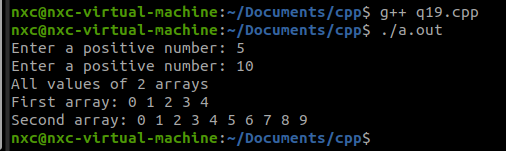 nxc@nxc-virtual-machine:~/Documents/cpp$ g++ q19.cpp
nxc@nxc-virtual-machine:~/Documents/cpp$ ./a.out
Enter a positive number: 5
Enter a positive number: 10
All values of 2 arrays
First array: 0 1 2 3 4
Second array: 0 1 2 3 4 5 6 7 8 9
nxc@nxc-virtual-machine:~/Documents/cpp$